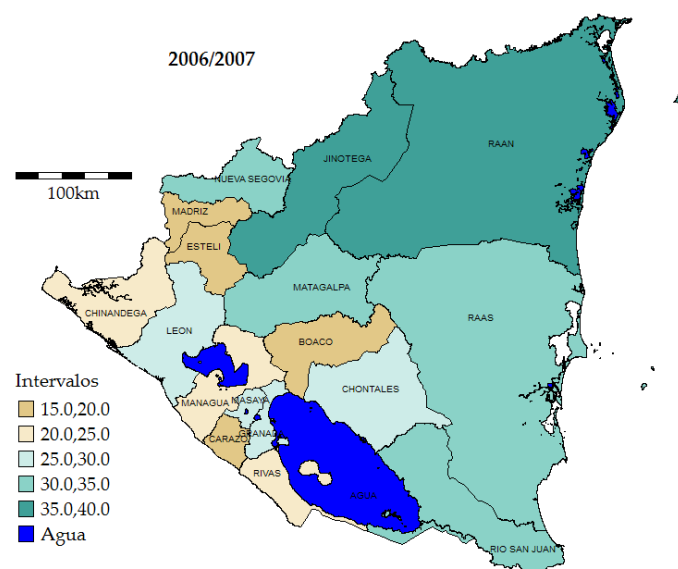 2006/2007
RAAN
JINOTEGA
NUEVA SEGOVIA
100km
MADRIZ
ESTELI
MATAGALPA
CHINANDEGA
RAAS
LEON
BOACO
Intervalos
CHONTALES
MASAYA
MANAGUA
15.0,20.0
20.0,25.0
GRANADA
CARAZO
25.0,30.0
RIVAS
30.0,35.0
AGUA
35.0,40.0
Agua
RIO SAN JUAN